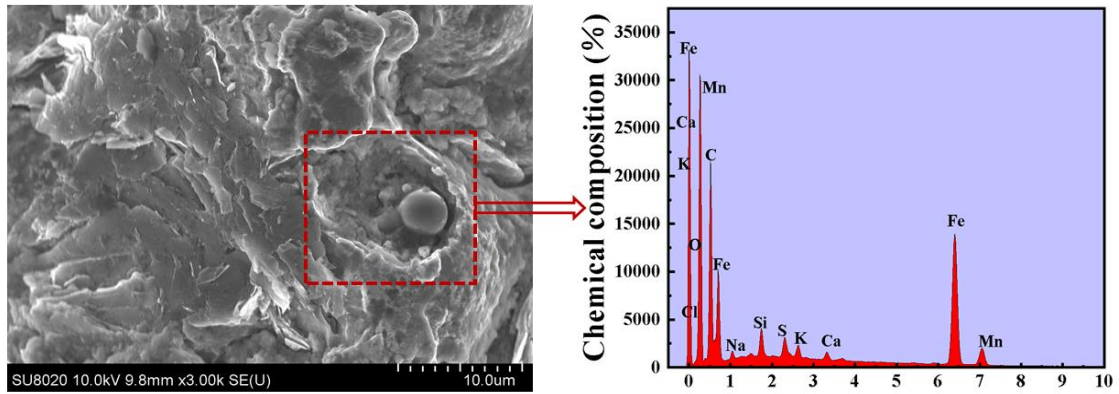 SU8020 10.0kV 9.8mm x3.00k SE(U)
10.0um
Chemical composition (%)
35000
30000
25000
20000
15000
10000
5000
0
Fe
Mn
Ca
K
C
O
Fe
Cl
Na
Si
S
K
Ca
Fe
Mn
0 1 2 3 4 5 6 7 8 9 10